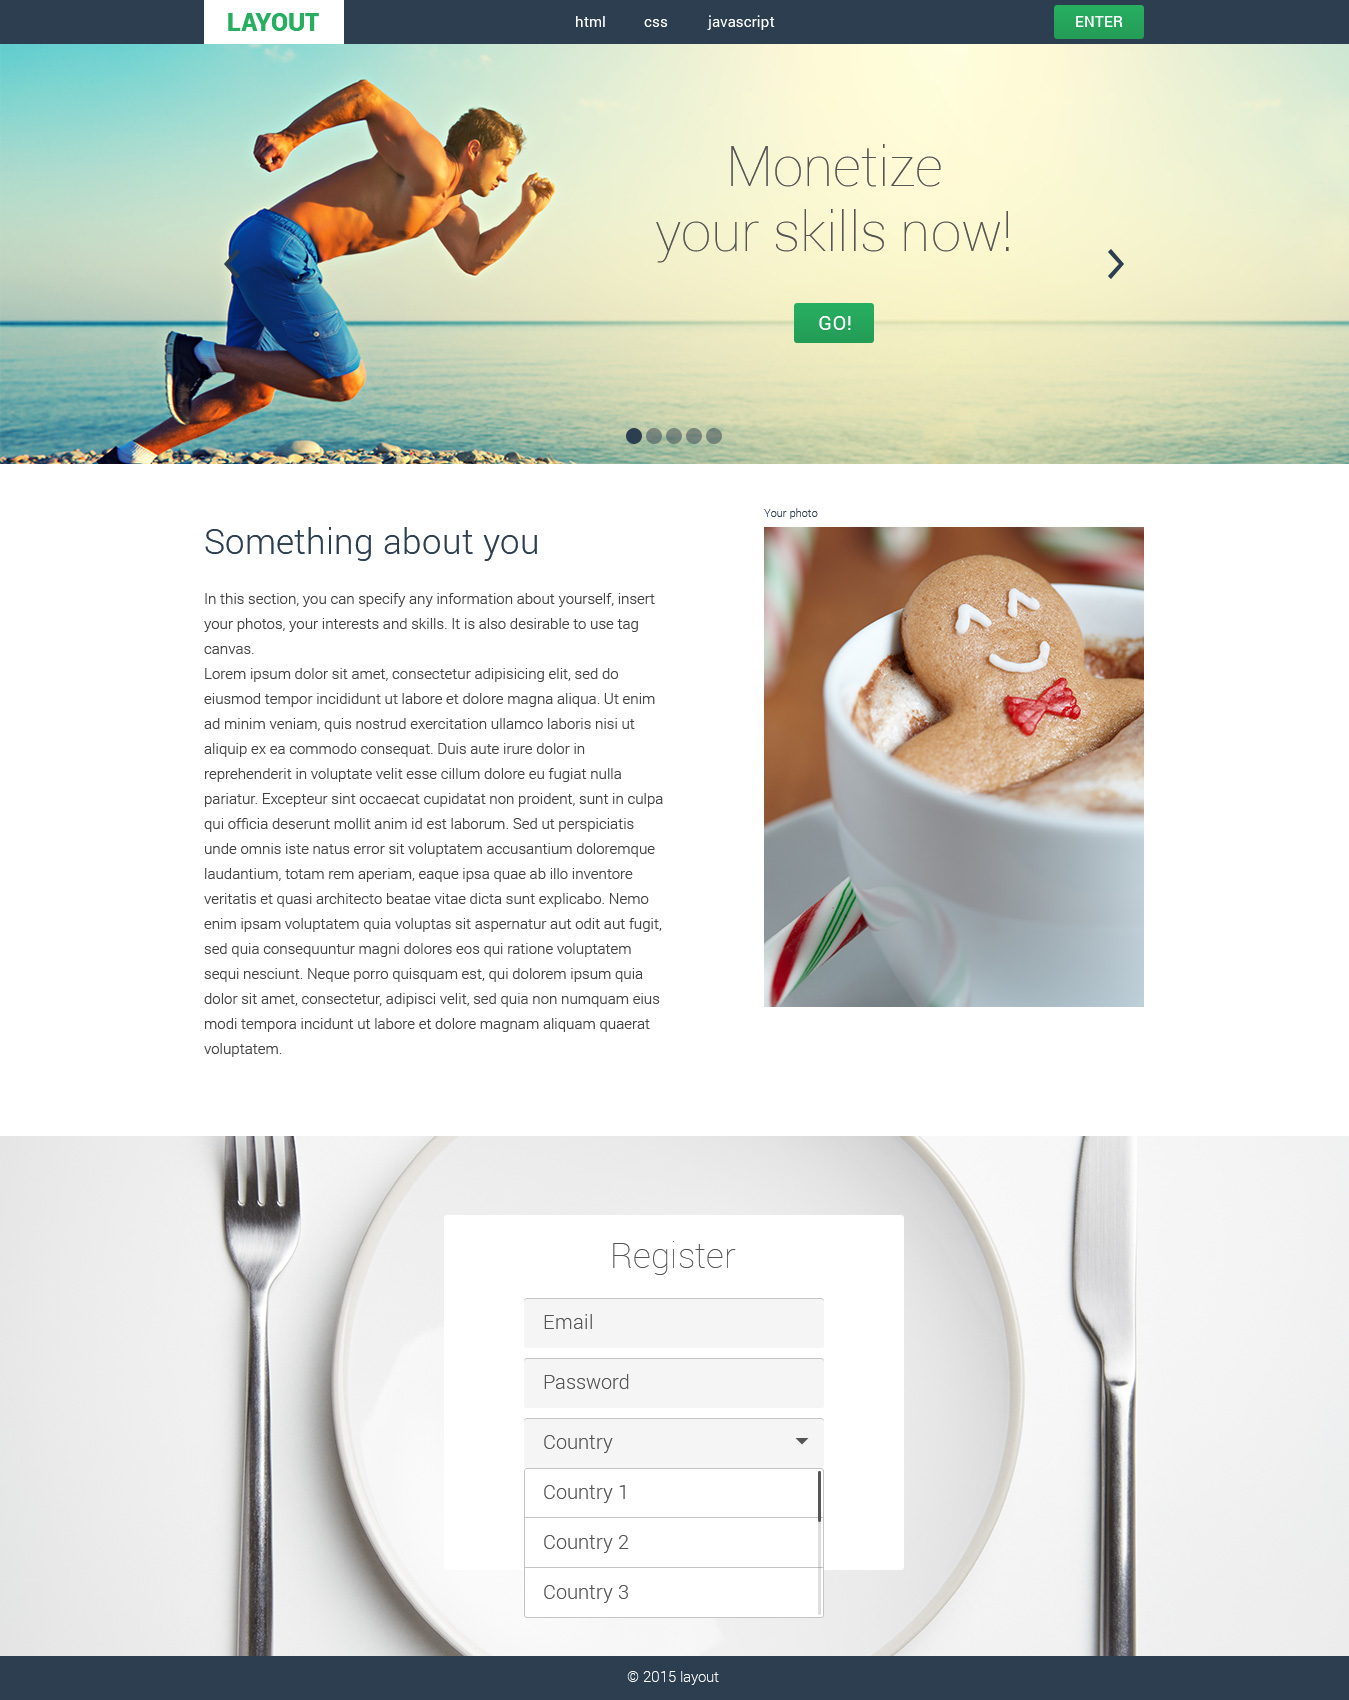 LAYOUT
html css javascript
ENTER
Monetize
your skills now!
GO!
Something about you
In this section, you can specify any information about yourself, insert
your photos, your interests and skills. It is also desirable to use tag
canvas.
Lorem ipsum dolor sit amet, consectetur adipisicing elit, sed do
eiusmod tempor incididunt ut labore et dolore magna aliqua. Ut enim
ad minim veniam, quis nostrud exercitation ullamco laboris nisi ut
aliquip ex ea commodo consequat. Duis aute irure dolor in
reprehenderit in voluptate velit esse cillum dolore eu fugiat nulla
pariatur. Excepteur sint occaecat cupidatat non proident, sunt in culpa
qui officia deserunt mollit anim id est laborum. Sed ut perspiciatis
unde omnis iste natus error sit voluptatem accusantium doloremque
laudantium, totam rem aperiam, eaque ipsa quae ab illo inventore
veritatis et quasi architecto beatae vitae dicta sunt explicabo. Nemo
enim ipsam voluptatem quia voluptas sit aspernatur aut odit aut fugit,
sed quia consequuntur magni dolores eos qui ratione voluptatem
sequi nesciunt. Neque porro quisquam est, qui dolorem ipsum quia
dolor sit amet, consectetur, adipisci velit, sed quia non numquam eius
modi tempora incidunt ut labore et dolore magnam aliquam quaerat
voluptatem.
Your photo
Register
Email
Password
Country
Country 1
Country 2
Country 3
© 2015 layout